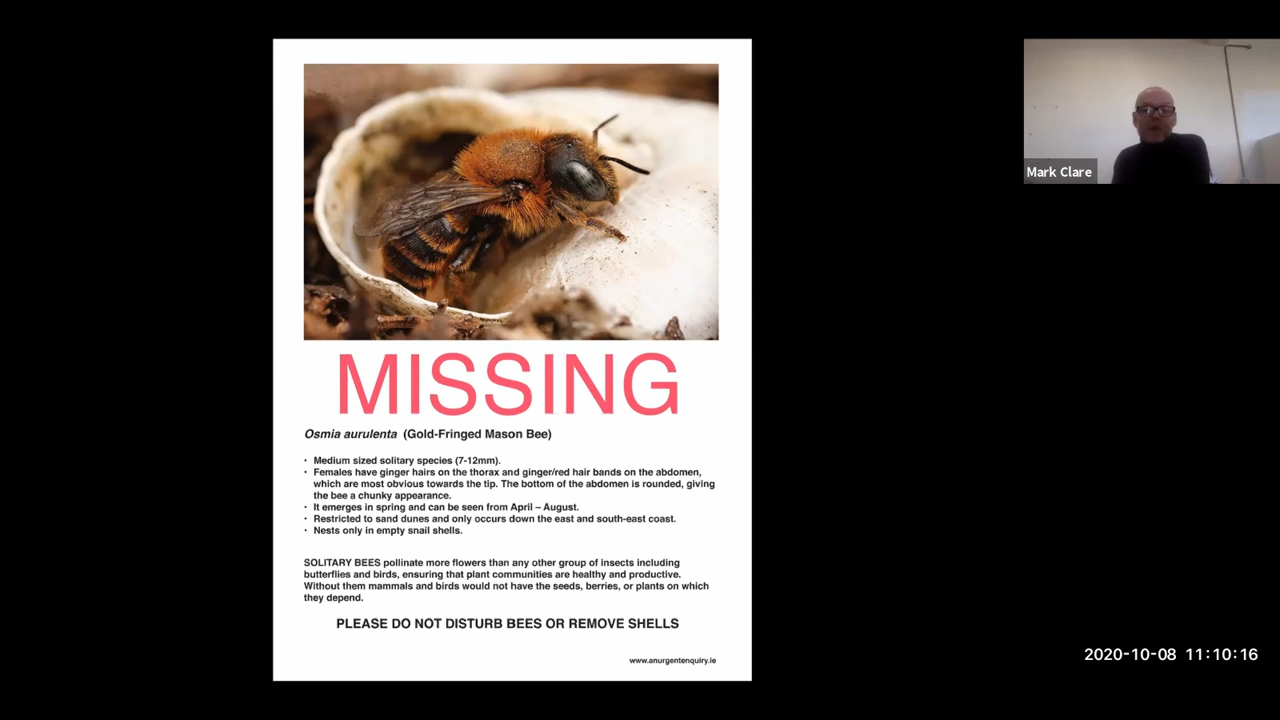 Mark Clare
MISSING
Osmia aurulenta (Gold-Fringed Mason Bee)
• Medium sized solitary species (7-12mm).
• Females have ginger hairs on the thorax and ginger/red hair bands on the abdomen,
which are most obvious towards the tip. The bottom of the abdomen is rounded, giving
the bee a chunky appearance.
• It emerges in spring and can be seen from April – August.
• Restricted to sand dunes and only occurs down the east and south-east coast.
• Nests only in empty snail shells.
SOLITARY BEES pollinate more flowers than any other group of insects including
butterflies and birds, ensuring that plant communities are healthy and productive.
Without them mammals and birds would not have the seeds, berries, or plants on which
they depend.
PLEASE DO NOT DISTURB BEES OR REMOVE SHELLS
www.anurgentenquiry.ie
2020-10-08 11:10:16